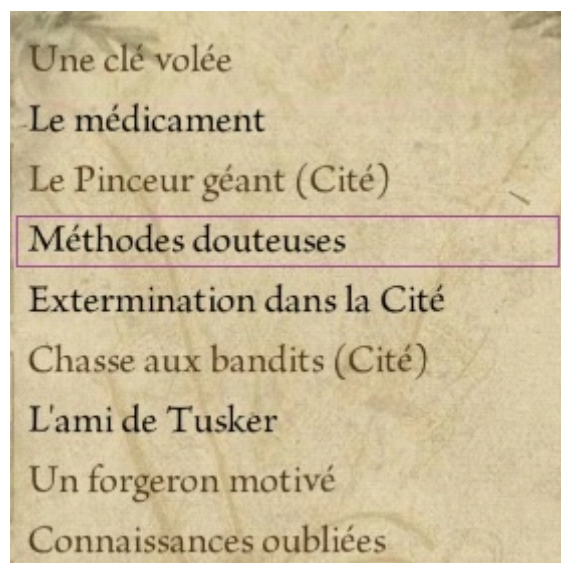 Une clé volée
Le médicament
Le Pinceur géant (Cité)
Méthodes douteuses
Extermination dans la Cité
Chasse aux bandits (Cité)
L'ami de Tusker
Un forgeron motivé
Connaissances oubliées